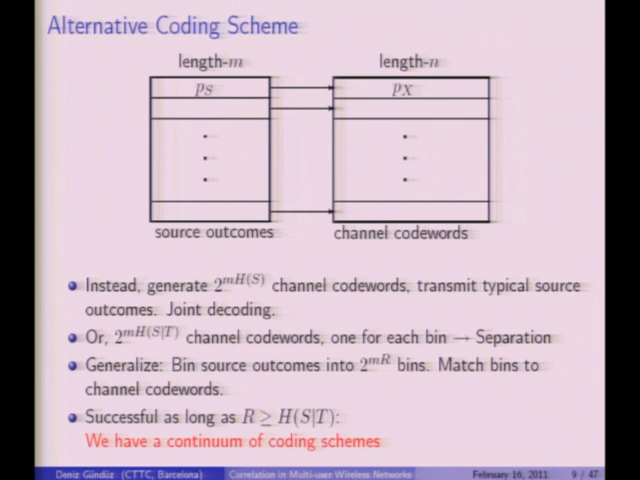 Alternative Coding Scheme
length-m length-n
p_S p_X
source outcomes channel codewords
Instead, generate 2^{mH(S)} channel codewords, transmit typical source
outcomes. Joint decoding.
Or, 2^{mH(S|T)} channel codewords, one for each bin → Separation
Generalize: Bin source outcomes into 2^{mR} bins. Match bins to
channel codewords.
Successful as long as R ≥ H(S|T):
We have a continuum of coding schemes
Deniz Gündüz (CTTC, Barcelona) Correlation in Multi-user Wireless Networks February 16, 2011 9 / 47